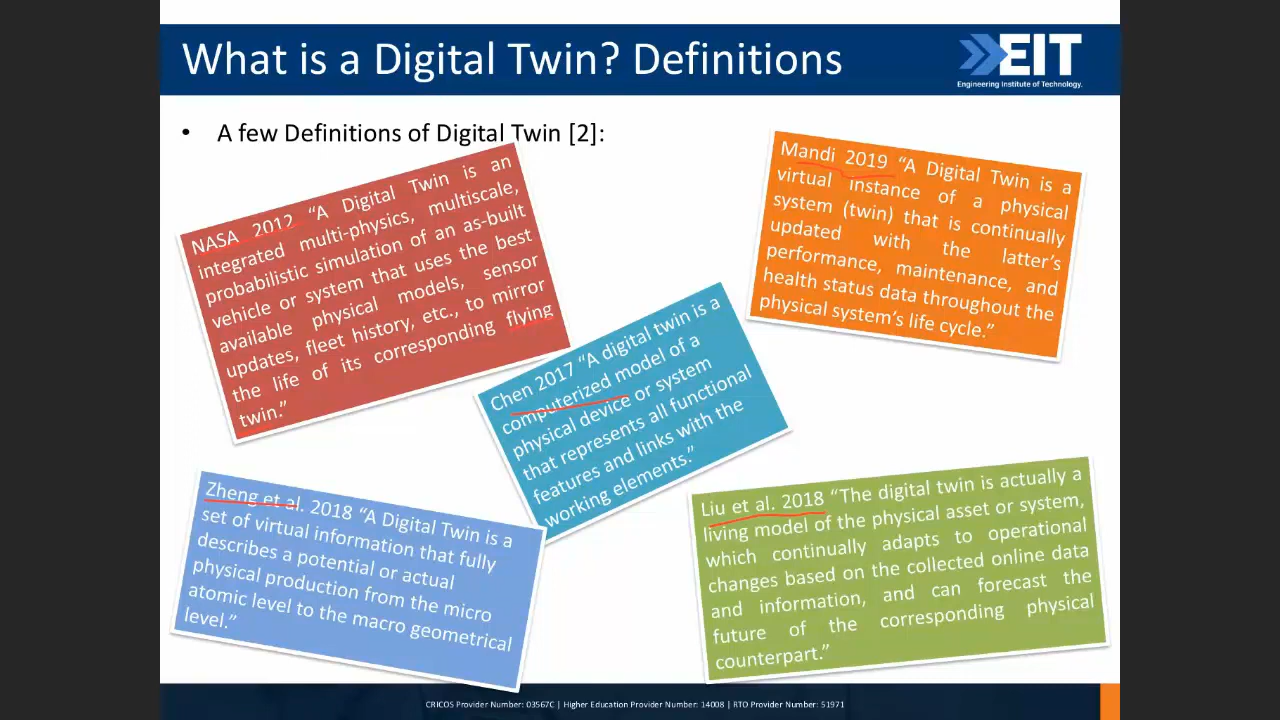 What is a Digital Twin? Definitions
EIT
Engineering Institute of Technology.
• A few Definitions of Digital Twin [2]:
NASA 2012 “A Digital Twin is an
integrated multi-physics, multiscale,
probabilistic simulation of an as-built
vehicle or system that uses the best
available physical models, sensor
updates, fleet history, etc., to mirror
the life of its corresponding flying
twin.”
Mandi 2019 “A Digital Twin is a
virtual instance of a physical
system (twin) that is continually
updated with the latter’s
performance, maintenance, and
health status data throughout the
physical system’s life cycle.”
Chen 2017 “A digital twin is a
computerized model of a
physical device or system
that represents all functional
features and links with the
working elements.”
Zheng et al. 2018 “A Digital Twin is a
set of virtual information that fully
describes a potential or actual
physical production from the micro
atomic level to the macro geometrical
level.”
Liu et al. 2018 “The digital twin is actually a
living model of the physical asset or system,
which continually adapts to operational
changes based on the collected online data
and information, and can forecast the
future of the corresponding physical
counterpart.”
CRICOS Provider Number: 03567C | Higher Education Provider Number: 14008 | RTO Provider Number: 51971